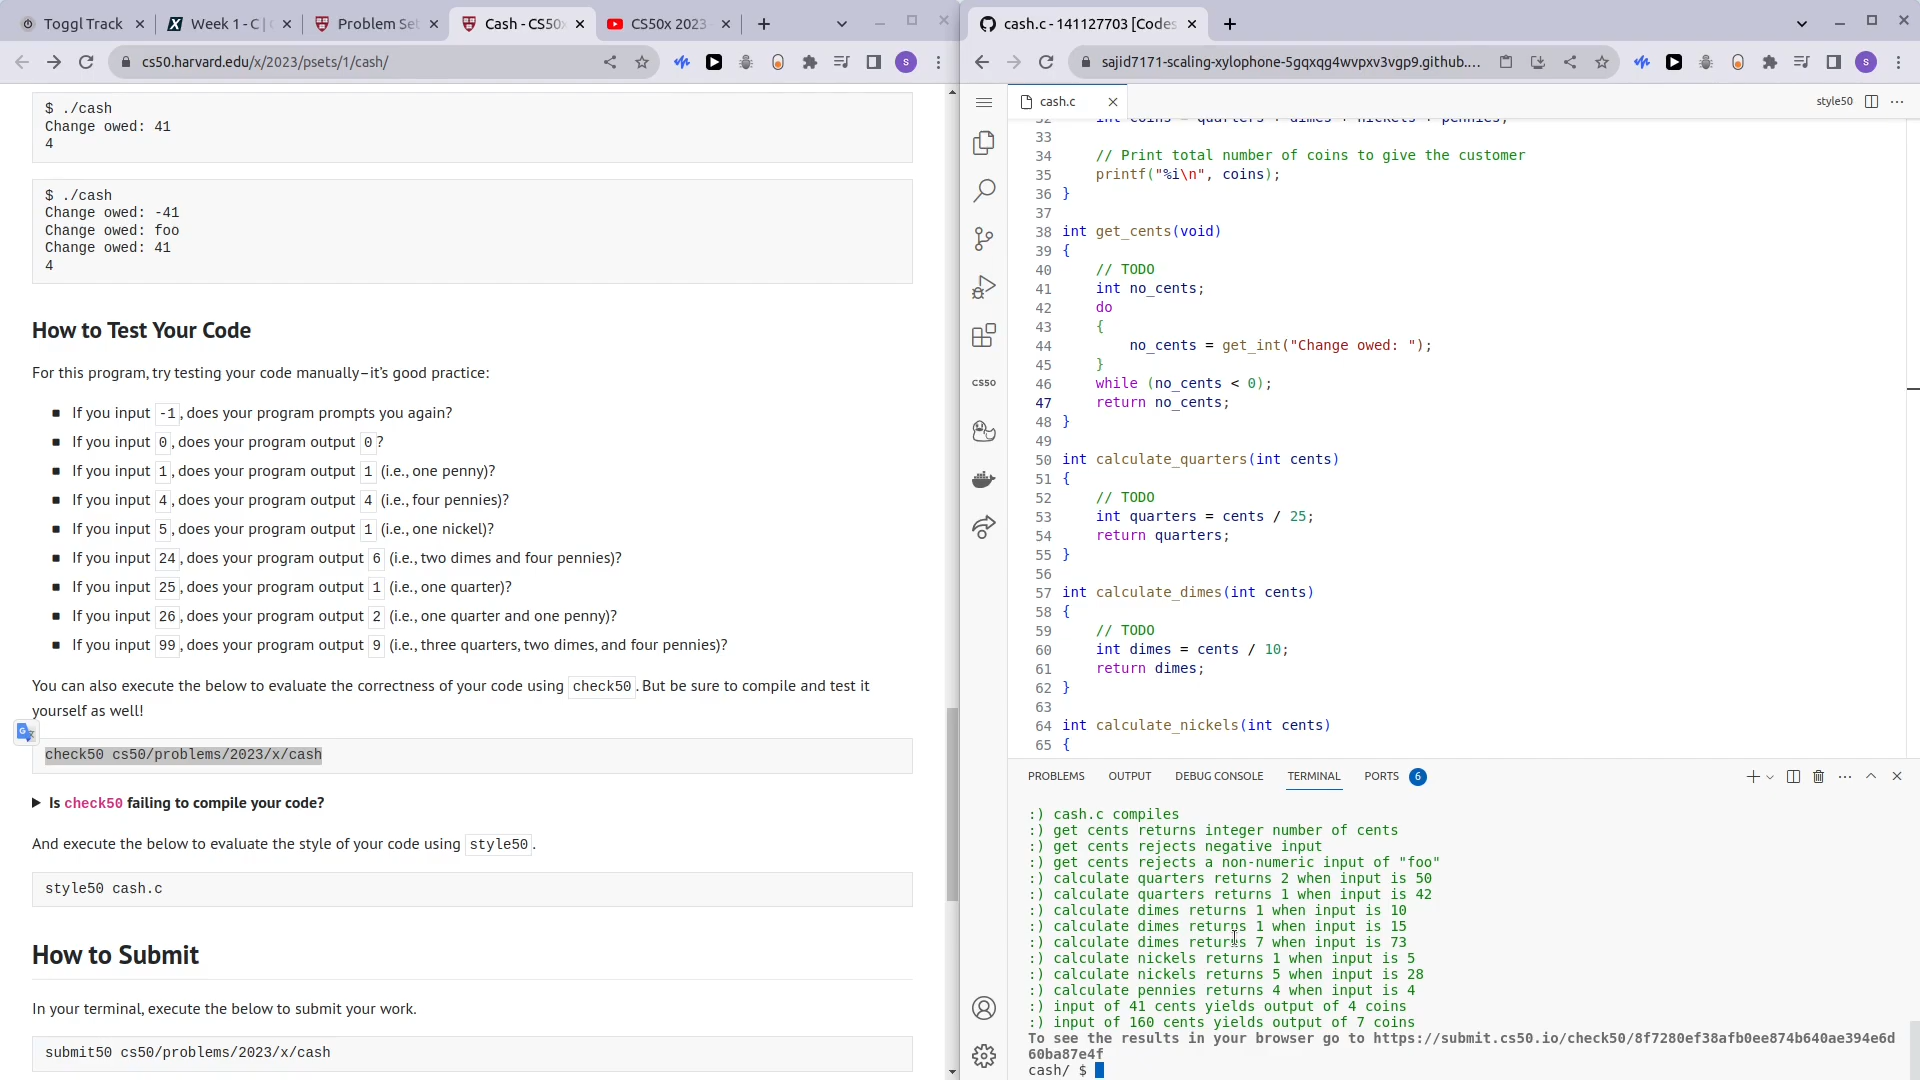 Toggl Track
Week 1 - C | 
Problem Set
Cash - CS50x
CS50x 2023
cs50.harvard.edu/x/2023/psets/1/cash/
S
$ ./cash
Change owed: 41
4
$ ./cash
Change owed: -41
Change owed: foo
Change owed: 41
4
How to Test Your Code
For this program, try testing your code manually–it's good practice:
If you input -1, does your program prompts you again?
If you input 0, does your program output 0?
If you input 1, does your program output 1 (i.e., one penny)?
If you input 4, does your program output 4 (i.e., four pennies)?
If you input 5, does your program output 1 (i.e., one nickel)?
If you input 24, does your program output 6 (i.e., two dimes and four pennies)?
If you input 25, does your program output 1 (i.e., one quarter)?
If you input 26, does your program output 2 (i.e., one quarter and one penny)?
If you input 99, does your program output 9 (i.e., three quarters, two dimes, and four pennies)?
You can also execute the below to evaluate the correctness of your code using check50. But be sure to compile and test it
yourself as well!
check50 cs50/problems/2023/x/cash
Is check50 failing to compile your code?
And execute the below to evaluate the style of your code using style50.
style50 cash.c
How to Submit
In your terminal, execute the below to submit your work.
submit50 cs50/problems/2023/x/cash
cash.c - 141127703 [Codes
sajid7171-scaling-xylophone-5gqxqg4wvpxv3vgp9.github....
S
cash.c
style50
CS50
32 int coins = quarters + dimes + nickels + pennies;
33
34 // Print total number of coins to give the customer
35 printf("%i\n", coins);
36 }
37
38 int get_cents(void)
39 {
40 // TODO
41 int no_cents;
42 do
43 {
44 no_cents = get_int("Change owed: ");
45 }
46 while (no_cents < 0);
47 return no_cents;
48 }
49
50 int calculate_quarters(int cents)
51 {
52 // TODO
53 int quarters = cents / 25;
54 return quarters;
55 }
56
57 int calculate_dimes(int cents)
58 {
59 // TODO
60 int dimes = cents / 10;
61 return dimes;
62 }
63
64 int calculate_nickels(int cents)
65 {
PROBLEMS OUTPUT DEBUG CONSOLE TERMINAL PORTS 6
:) cash.c compiles
:) get cents returns integer number of cents
:) get cents rejects negative input
:) get cents rejects a non-numeric input of "foo"
:) calculate quarters returns 2 when input is 50
:) calculate quarters returns 1 when input is 42
:) calculate dimes returns 1 when input is 10
:) calculate dimes returns 1 when input is 15
:) calculate dimes returns 7 when input is 73
:) calculate nickels returns 1 when input is 5
:) calculate nickels returns 5 when input is 28
:) calculate pennies returns 4 when input is 4
:) input of 41 cents yields output of 4 coins
:) input of 160 cents yields output of 7 coins
To see the results in your browser go to https://submit.cs50.io/check50/8f7280ef38afb0ee874b640ae394e6d
60ba87e4f
cash/ $